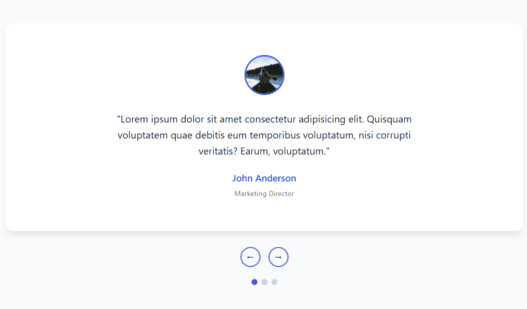 "Lorem ipsum dolor sit amet consectetur adipisicing elit. Quisquam
voluptatem quae debitis eum temporibus voluptatum, nisi corrupti
veritatis? Earum, voluptatum."
John Anderson
Marketing Director
← →